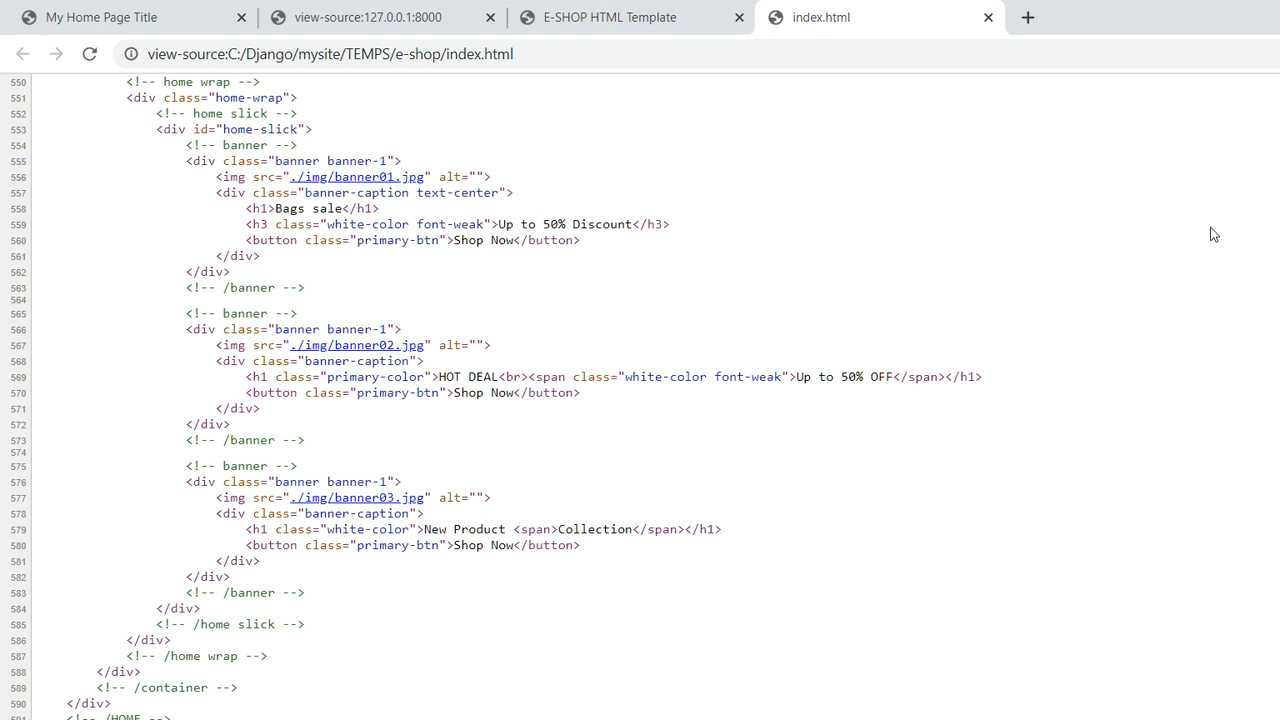 My Home Page Title
view-source:127.0.0.1:8000
E-SHOP HTML Template
index.html
view-source:C:/Django/mysite/TEMPS/e-shop/index.html
550 <!-- home wrap -->
551 <div class="home-wrap">
552 <!-- home slick -->
553 <div id="home-slick">
554 <!-- banner -->
555 <div class="banner banner-1">
556 <img src="./img/banner01.jpg" alt="">
557 <div class="banner-caption text-center">
558 <h1>Bags sale</h1>
559 <h3 class="white-color font-weak">Up to 50% Discount</h3>
560 <button class="primary-btn">Shop Now</button>
561 </div>
562 </div>
563 <!-- /banner -->
564
565 <!-- banner -->
566 <div class="banner banner-1">
567 <img src="./img/banner02.jpg" alt="">
568 <div class="banner-caption">
569 <h1 class="primary-color">HOT DEAL<br><span class="white-color font-weak">Up to 50% OFF</span></h1>
570 <button class="primary-btn">Shop Now</button>
571 </div>
572 </div>
573 <!-- /banner -->
574
575 <!-- banner -->
576 <div class="banner banner-1">
577 <img src="./img/banner03.jpg" alt="">
578 <div class="banner-caption">
579 <h1 class="white-color">New Product <span>Collection</span></h1>
580 <button class="primary-btn">Shop Now</button>
581 </div>
582 </div>
583 <!-- /banner -->
584 </div>
585 <!-- /home slick -->
586 </div>
587 <!-- /home wrap -->
588 </div>
589 <!-- /container -->
590 </div>
591 <!-- /HOME -->